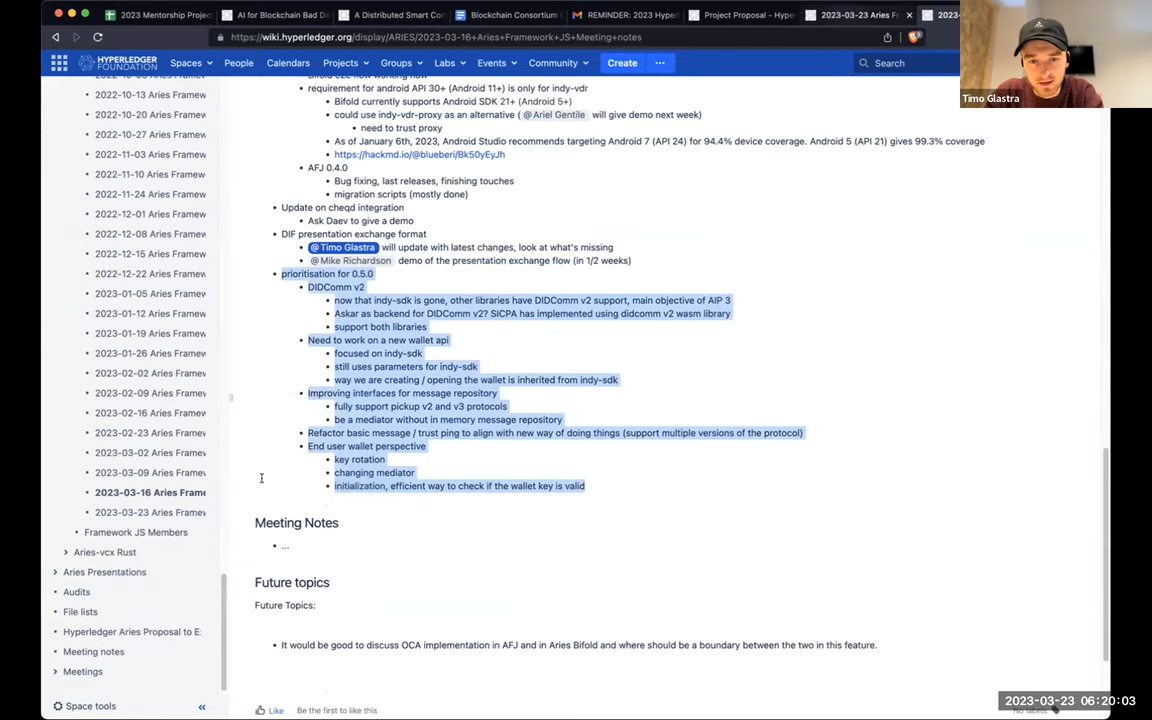 2023 Mentorship Projec
AI for Blockchain Bad D
A Distributed Smart Con
Blockchain Consortium
REMINDER: 2023 Hyperl
Project Proposal - Hype
2023-03-23 Aries F
2023-
https://wiki.hyperledger.org/display/ARIES/2023-03-16+Aries+Framework+JS+Meeting+notes
HYPERLEDGER FOUNDATION
Spaces People Calendars Projects Groups Labs Events Community Create ... Search
Timo Glastra
2022-10-13 Aries Framew
2022-10-20 Aries Framew
2022-10-27 Aries Framew
2022-11-03 Aries Framew
2022-11-10 Aries Framew
2022-11-24 Aries Framew
2022-12-01 Aries Framew
2022-12-08 Aries Framew
2022-12-15 Aries Framew
2022-12-22 Aries Framew
2023-01-05 Aries Framew
2023-01-12 Aries Framew
2023-01-19 Aries Framew
2023-01-26 Aries Framew
2023-02-02 Aries Framew
2023-02-09 Aries Framew
2023-02-16 Aries Framew
2023-02-23 Aries Framew
2023-03-02 Aries Framew
2023-03-09 Aries Framew
2023-03-16 Aries Frame
2023-03-23 Aries Framew
Framework JS Members
Aries-vcx Rust
Aries Presentations
Audits
File lists
Hyperledger Aries Proposal to E
Meeting notes
Meetings
Space tools
Bifold E2E now working now
requirement for android API 30+ (Android 11+) is only for indy-vdr
Bifold currently supports Android SDK 21+ (Android 5+)
could use indy-vdr-proxy as an alternative ( @Ariel Gentile will give demo next week)
need to trust proxy
As of January 6th, 2023, Android Studio recommends targeting Android 7 (API 24) for 94.4% device coverage. Android 5 (API 21) gives 99.3% coverage
https://hackmd.io/@blueberi/Bk50yEyJh
AFJ 0.4.0
Bug fixing, last releases, finishing touches
migration scripts (mostly done)
Update on cheqd integration
Ask Daev to give a demo
DIF presentation exchange format
@Timo Glastra will update with latest changes, look at what's missing
@Mike Richardson demo of the presentation exchange flow (in 1/2 weeks)
prioritisation for 0.5.0
DIDComm v2
now that indy-sdk is gone, other libraries have DIDComm v2 support, main objective of AIP 3
Askar as backend for DIDComm v2? SICPA has implemented using didcomm v2 wasm library
support both libraries
Need to work on a new wallet api
focused on indy-sdk
still uses parameters for indy-sdk
way we are creating / opening the wallet is inherited from indy-sdk
Improving interfaces for message repository
fully support pickup v2 and v3 protocols
be a mediator without in memory message repository
Refactor basic message / trust ping to align with new way of doing things (support multiple versions of the protocol)
End user wallet perspective
key rotation
changing mediator
initialization, efficient way to check if the wallet key is valid
Meeting Notes
...
Future topics
Future Topics:
It would be good to discuss OCA implementation in AFJ and in Aries Bifold and where should be a boundary between the two in this feature.
Like Be the first to like this
No labels
2023-03-23 06:20:03